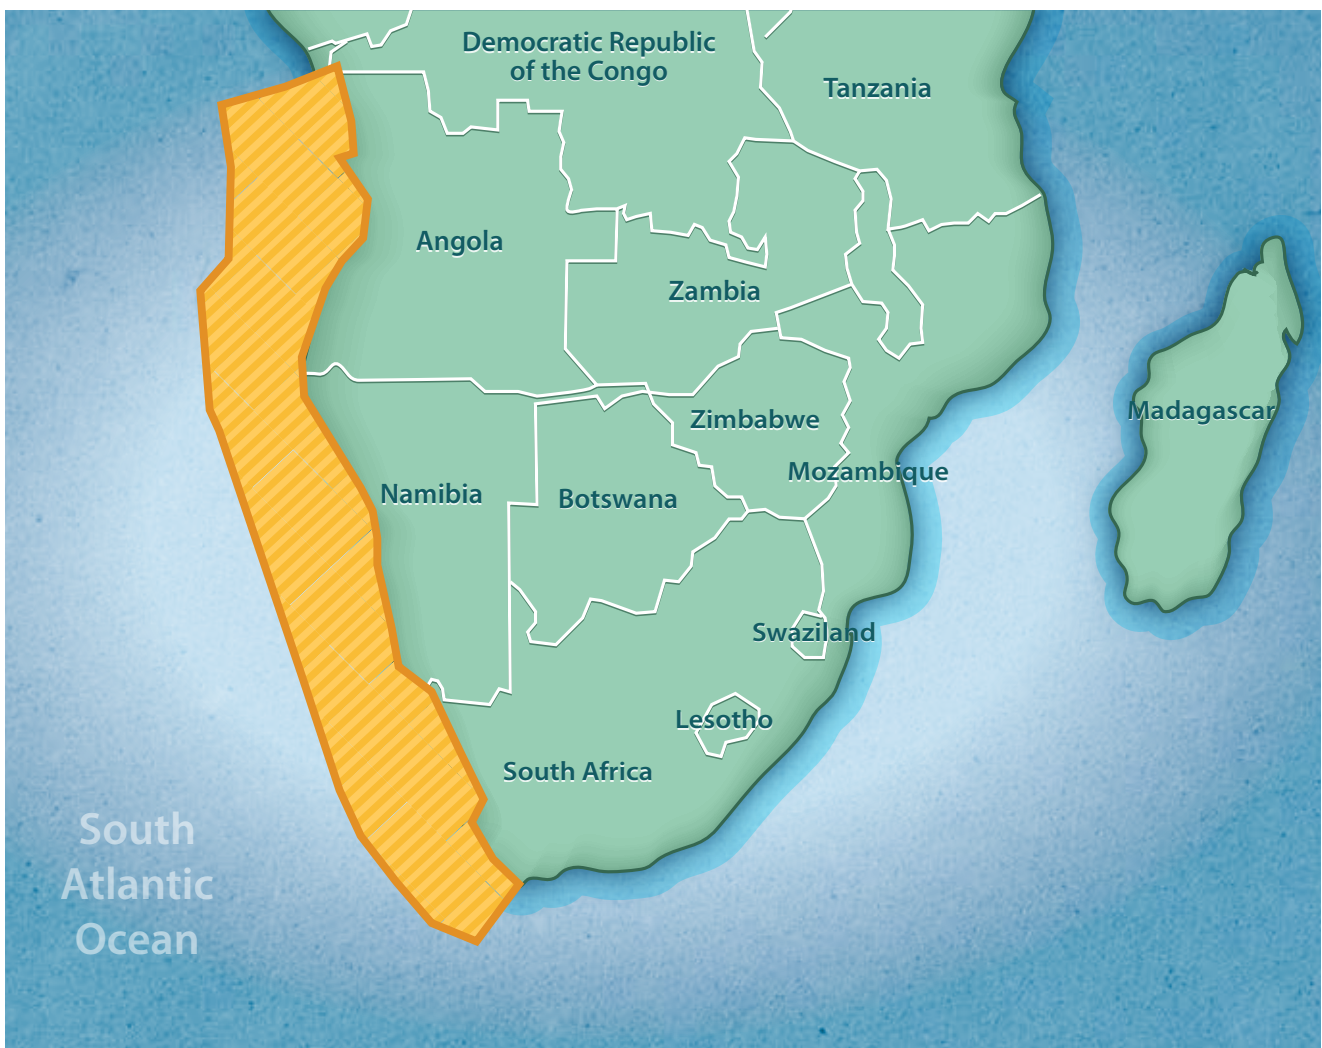 Democratic Republic
of the Congo
Tanzania
Angola
Zambia
Madagascar
Zimbabwe
Mozambique
Namibia
Botswana
Swaziland
Lesotho
South Africa
South
Atlantic
Ocean